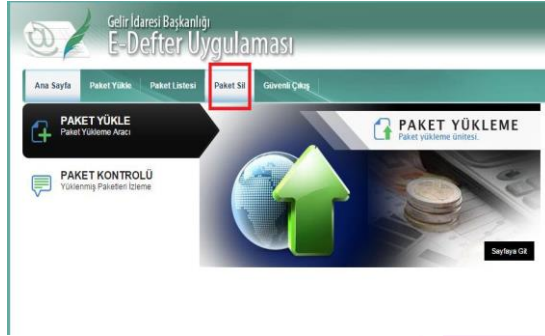 Gelir İdaresi Başkanlığı
E-Defter Uygulaması
Ana Sayfa
Paket Yükle
Paket Listesi
Paket Sil
Güvenli Çıkış
PAKET YÜKLE
Paket Yükleme Aracı
PAKET KONTROLÜ
Yüklenmiş Paketleri İzleme
PAKET YÜKLEME
Paket yükleme ünitesi.
Sayfaya Git